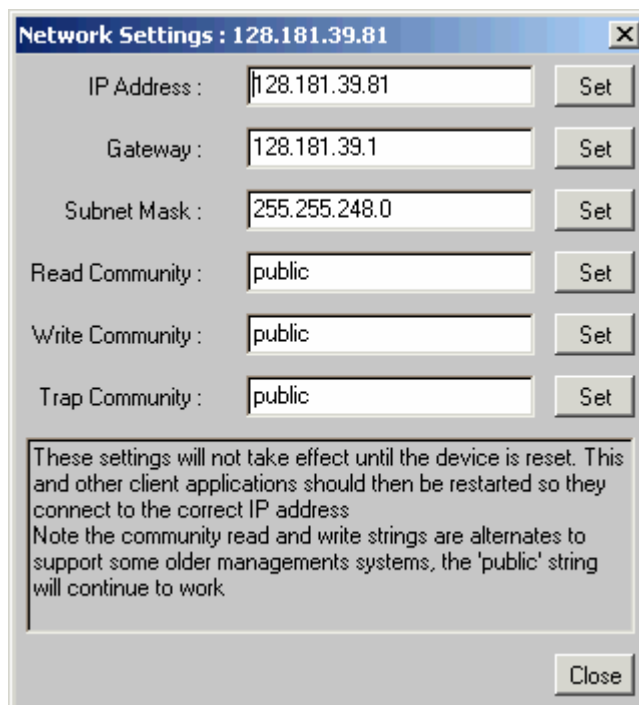 Network Settings : 128.181.39.81
IP Address : 128.181.39.81 Set
Gateway : 128.181.39.1 Set
Subnet Mask : 255.255.248.0 Set
Read Community : public Set
Write Community : public Set
Trap Community : public Set
These settings will not take effect until the device is reset. This
and other client applications should then be restarted so they
connect to the correct IP address
Note the community read and write strings are alternates to
support some older managements systems, the 'public' string
will continue to work
Close